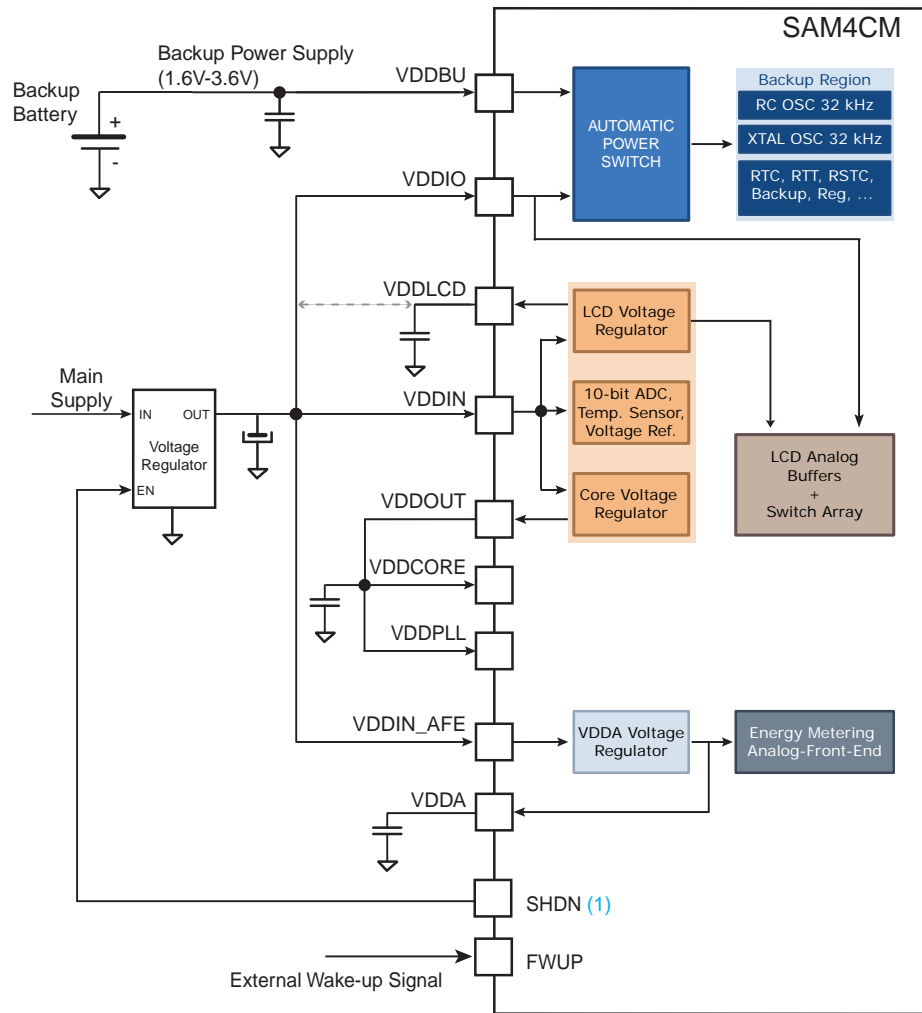 SAM4CM
Backup Power Supply
(1.6V-3.6V)
VDDBU
Backup
Battery
+
-
AUTOMATIC
POWER
SWITCH
Backup Region
RC OSC 32 kHz
XTAL OSC 32 kHz
RTC, RTT, RSTC,
Backup, Reg, ...
VDDIO
VDDLCD
LCD Voltage
Regulator
Main
Supply
IN
OUT
Voltage
Regulator
EN
VDDIN
10-bit ADC,
Temp. Sensor,
Voltage Ref.
LCD Analog
Buffers
+
Switch Array
VDDOUT
Core Voltage
Regulator
VDDCORE
VDDPLL
VDDIN_AFE
VDDA Voltage
Regulator
Energy Metering
Analog-Front-End
VDDA
SHDN (1)
FWUP
External Wake-up Signal